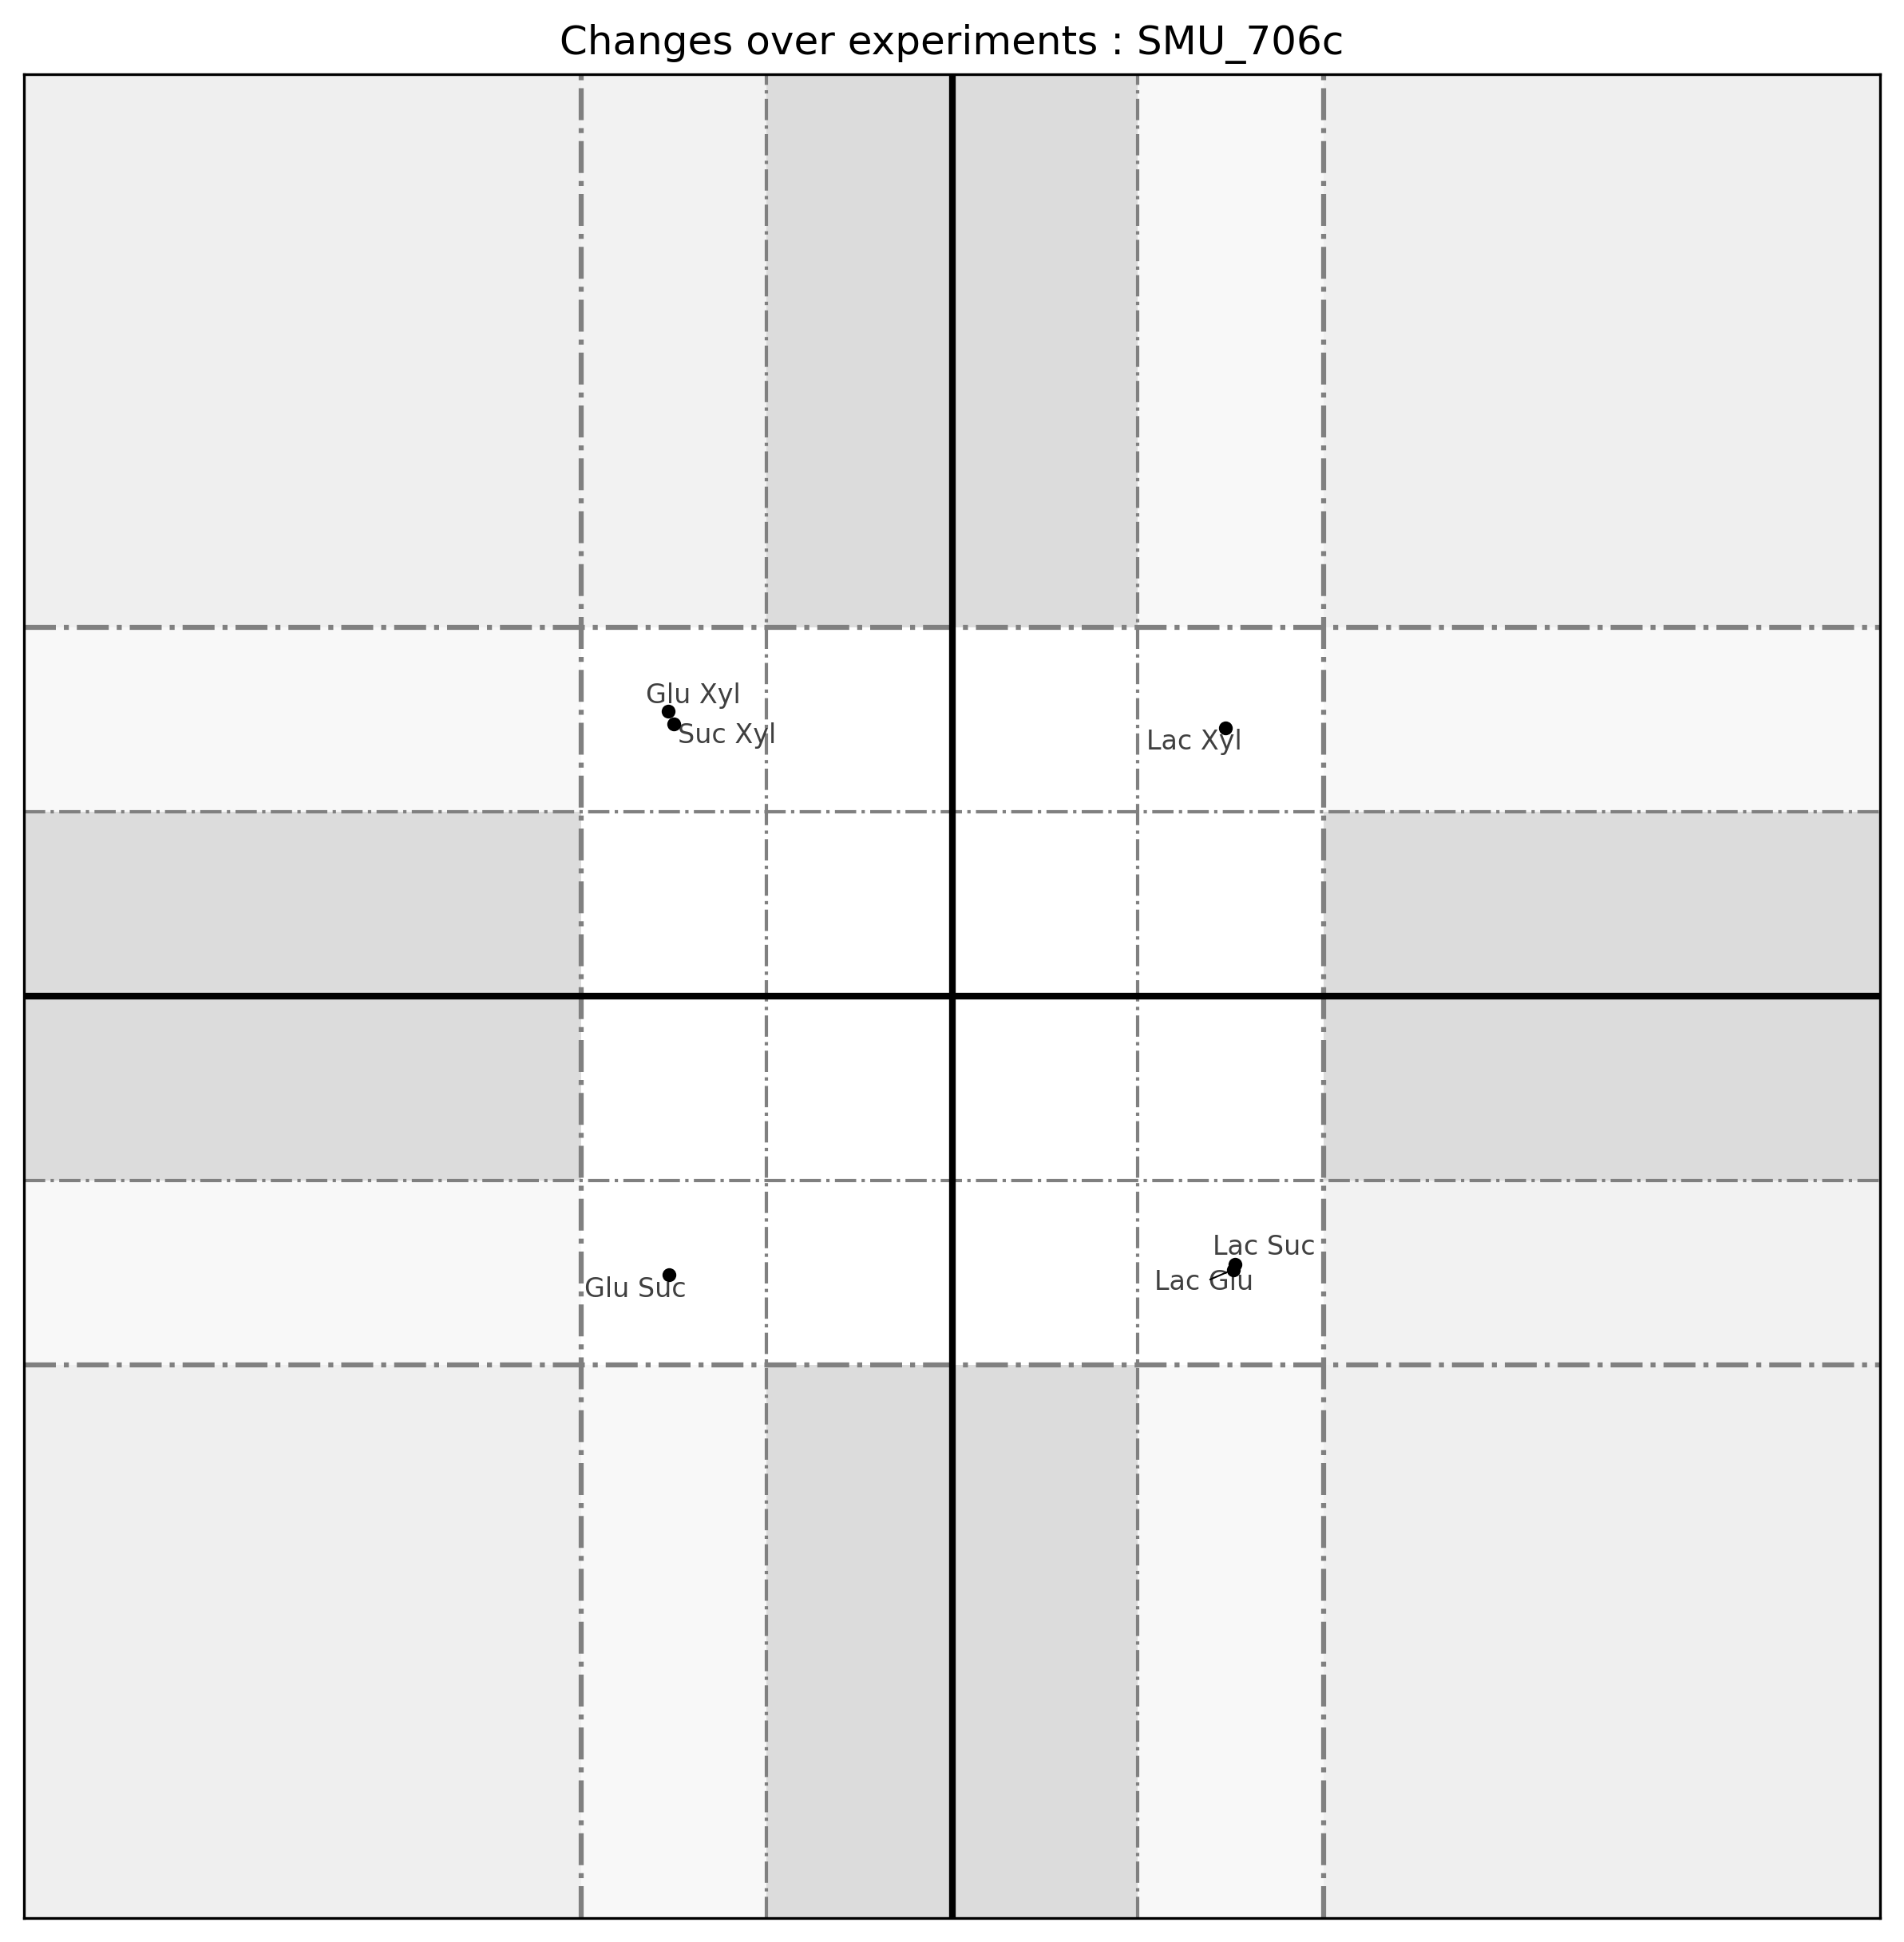 Changes over experiments : SMU_706c
Glu Xyl
Suc Xyl
Lac Xyl
Lac Suc
Lac Glu
Glu Suc